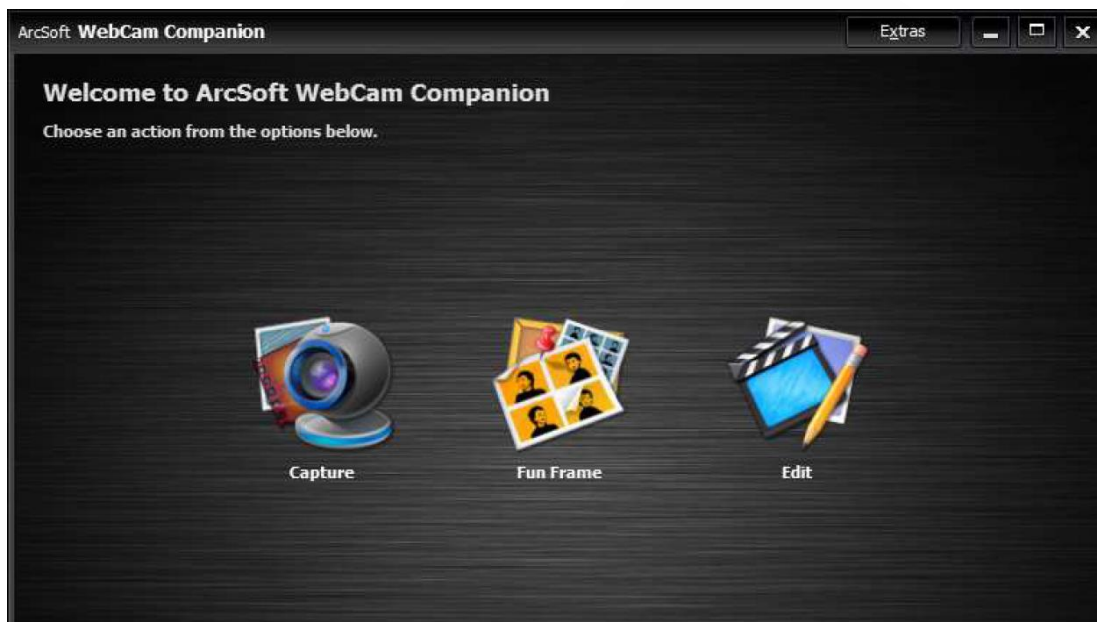 ArcSoft WebCam Companion
Extras
Welcome to ArcSoft WebCam Companion
Choose an action from the options below.
Capture
Fun Frame
Edit